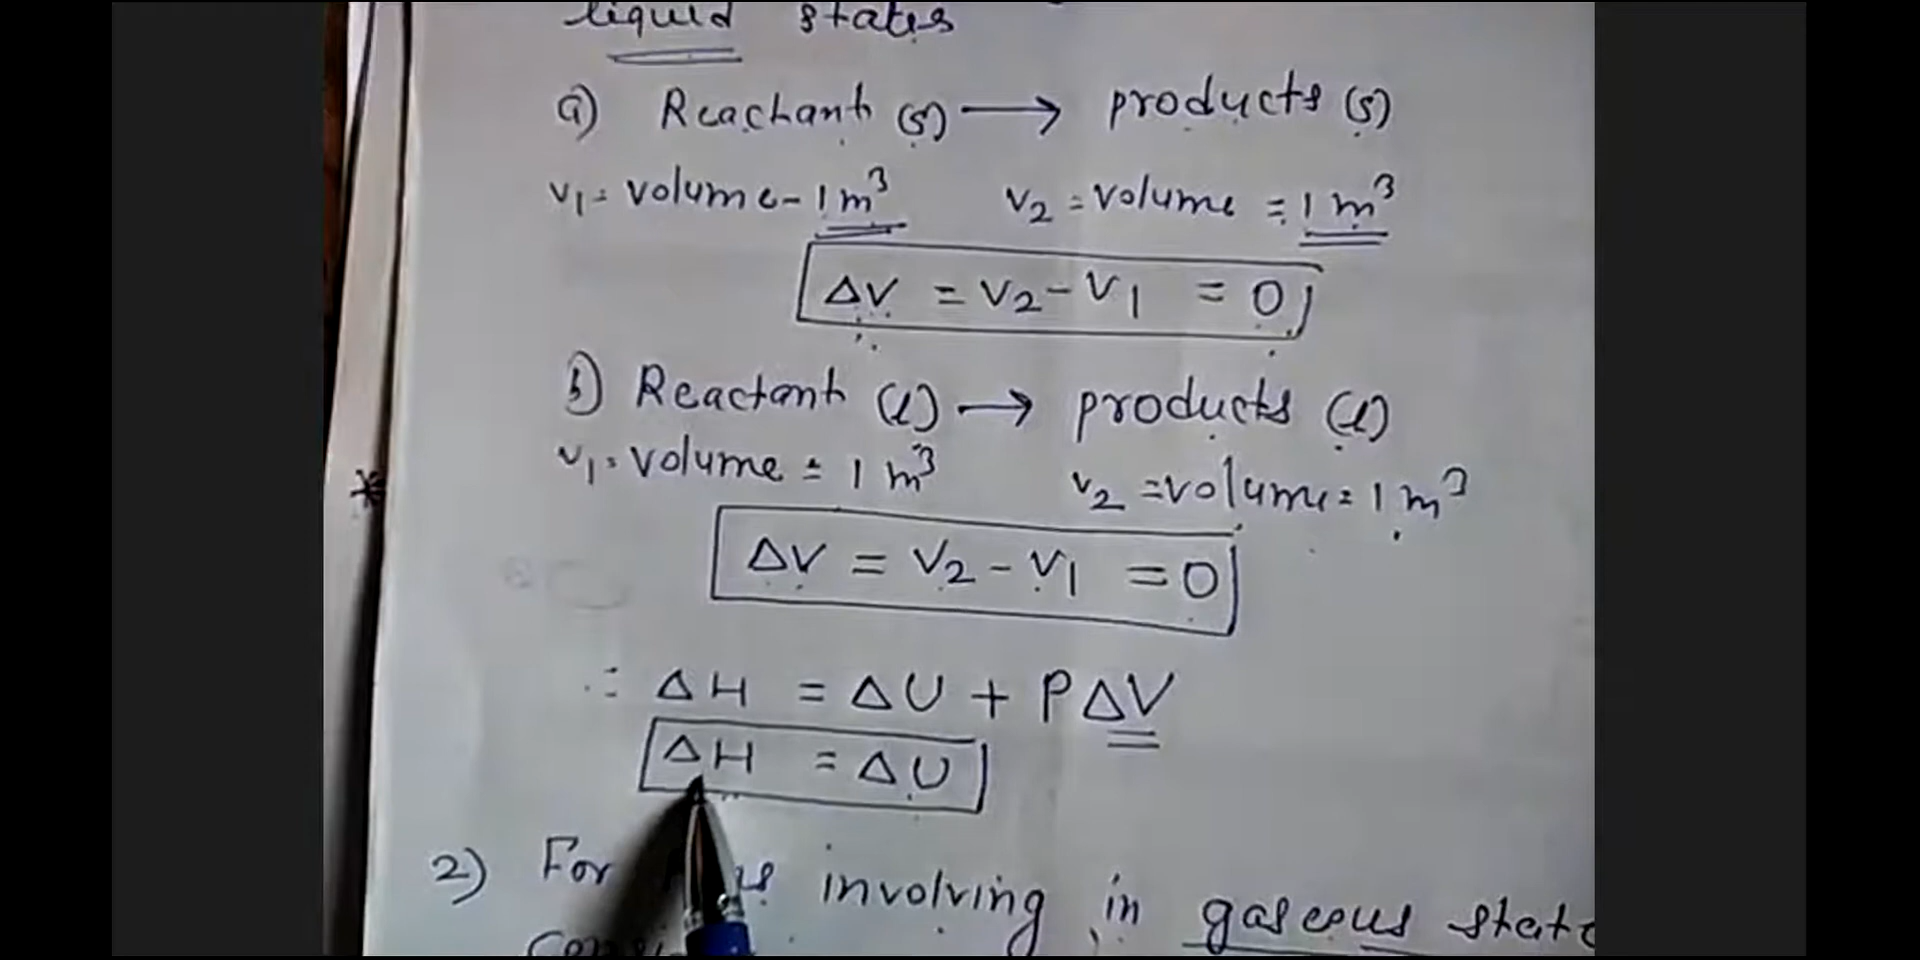 liquid states
a) Reactant (s) → products (s)
V1 = volume - 1 m³ V2 = volume = 1 m³
ΔV = V2 - V1 = 0
b) Reactant (l) → products (l)
V1 = volume = 1 m³ V2 = volume = 1 m³
ΔV = V2 - V1 = 0
∴ ΔH = ΔU + PΔV
ΔH = ΔU
2) For involving in gaseous state